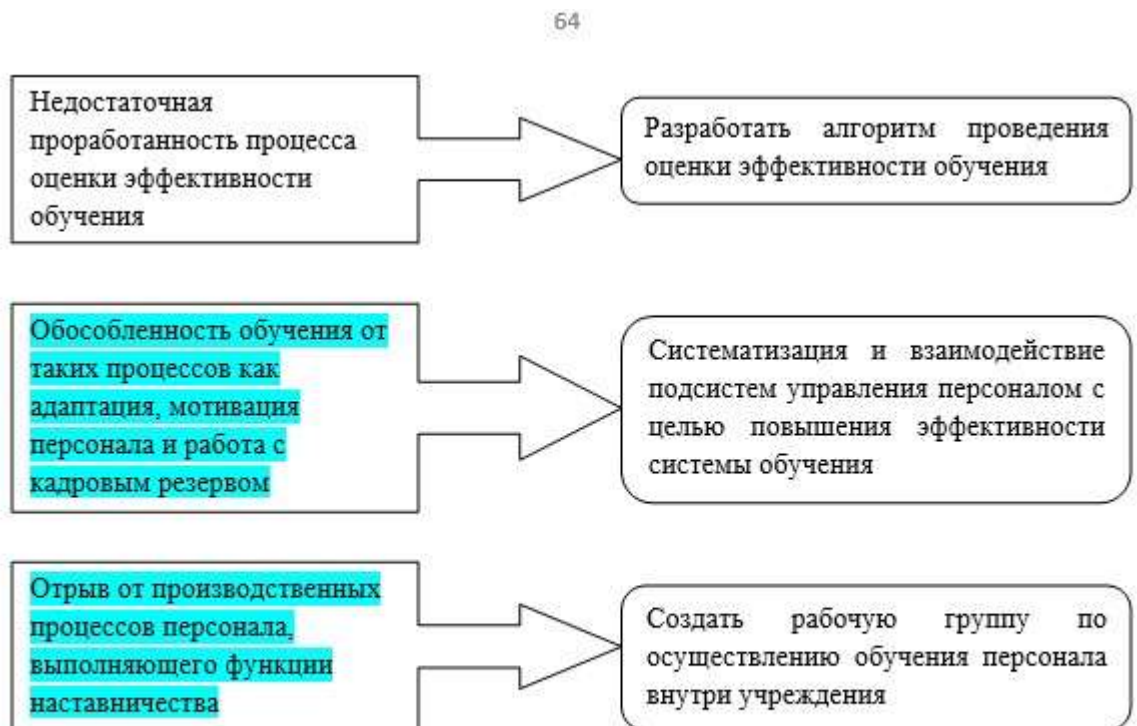 64
Недостаточная
проработанность процесса
оценки эффективности
обучения
Разработать алгоритм проведения
оценки эффективности обучения
Обособленность обучения от
таких процессов как
адаптация, мотивация
персонала и работа с
кадровым резервом
Систематизация и взаимодействие
подсистем управления персоналом с
целью повышения эффективности
системы обучения
Отрыв от производственных
процессов персонала,
выполняющего функции
наставничества
Создать рабочую группу по
осуществлению обучения персонала
внутри учреждения